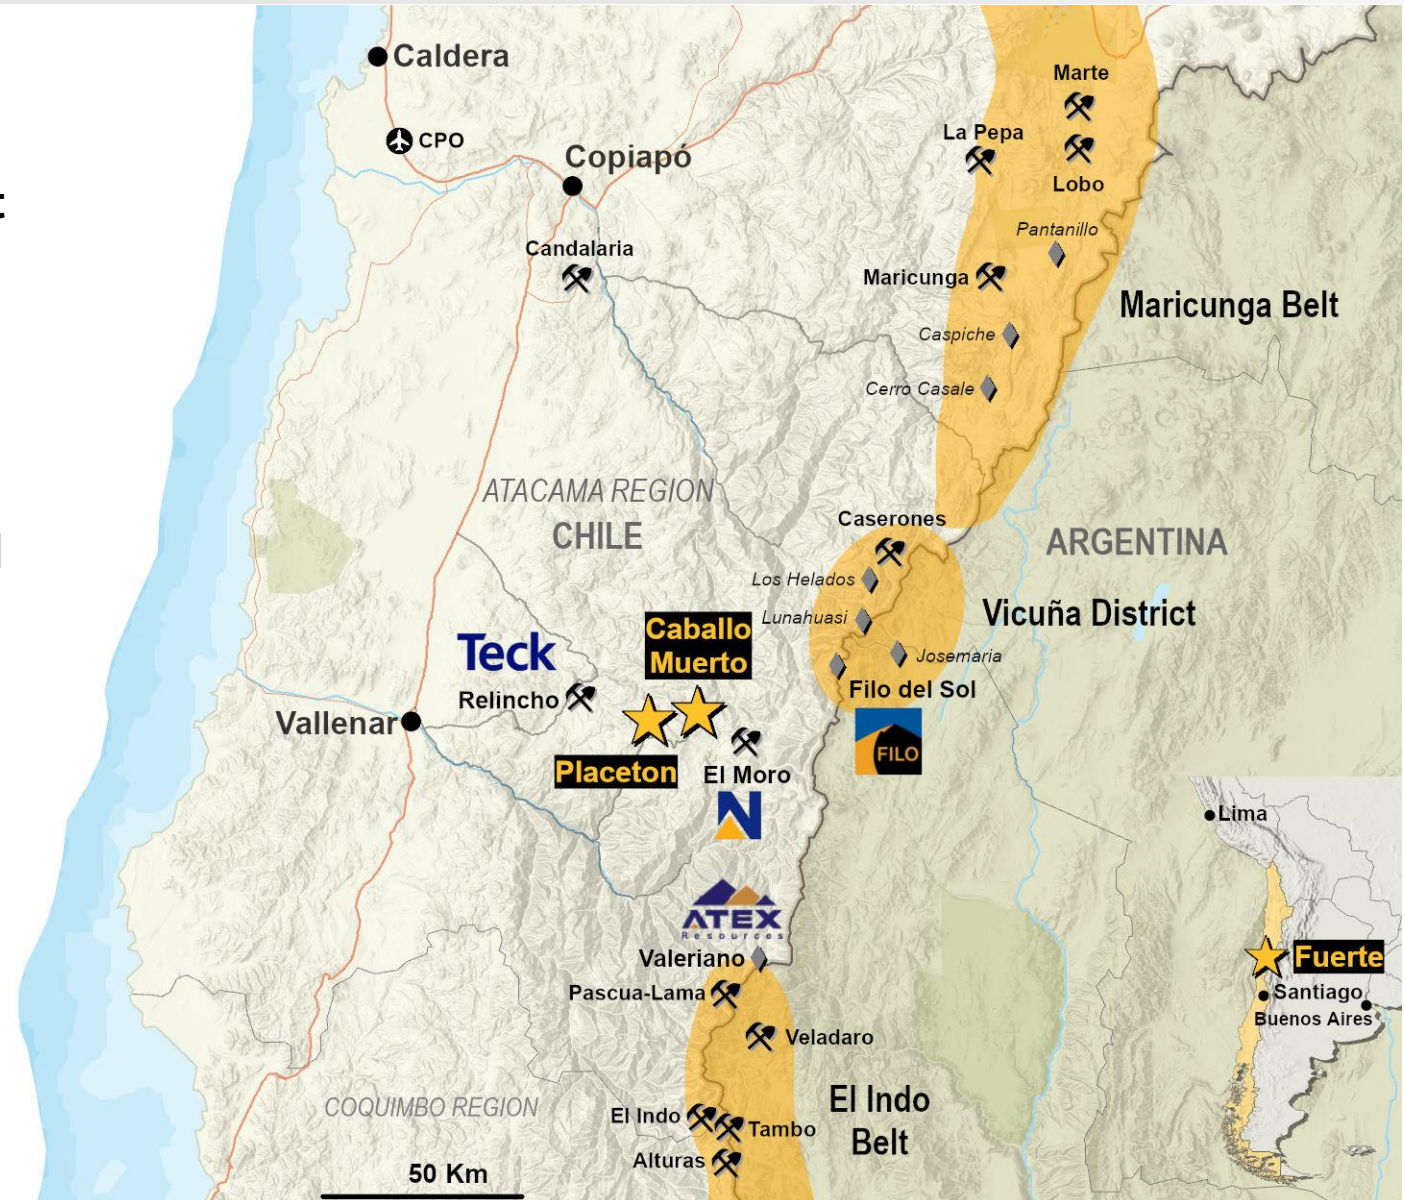 Caldera
CPO
Copiapó
Candalaria
Marte
La Pepa
Lobo
Pantanillo
Maricunga
Maricunga Belt
Caspiche
Cerro Casale
ATACAMA REGION
CHILE
Caserones
ARGENTINA
Los Helados
Lunahuasi
Vicuña District
Josemaria
Filo del Sol
FILO
Caballo
Muerto
Teck
Relincho
Vallenar
Placeton
El Moro
N
ATEX
Resources
Valeriano
Pascua-Lama
Veladaro
El Indo
Belt
COQUIMBO REGION
El Indo
Tambo
Alturas
50 Km
Lima
Fuerte
Santiago
Buenos Aires